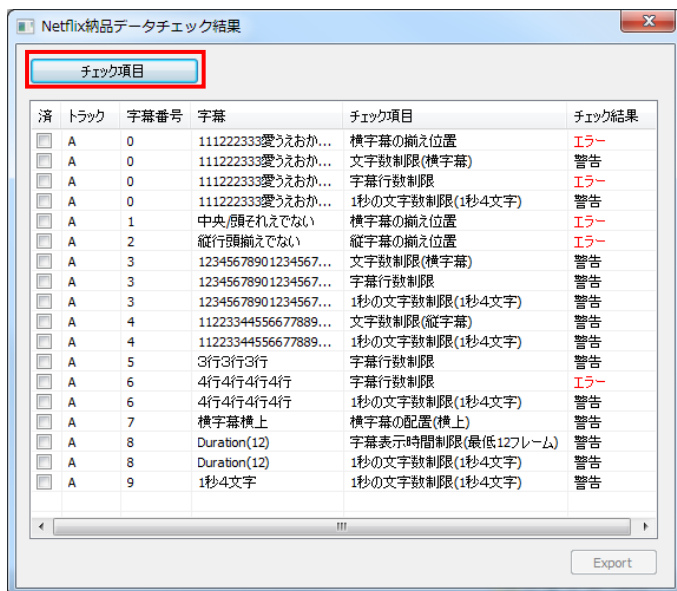 Netflix納品データチェック結果
チェック項目
済 トラック 字幕番号 字幕 チェック項目 チェック結果
A 0 111222333愛うえおか... 横字幕の揃え位置 エラー
A 0 111222333愛うえおか... 文字数制限(横字幕) 警告
A 0 111222333愛うえおか... 字幕行数制限 エラー
A 0 111222333愛うえおか... 1秒の文字数制限(1秒4文字) 警告
A 1 中央/頭それえでない 横字幕の揃え位置 エラー
A 2 縦行頭揃えでない 縦字幕の揃え位置 エラー
A 3 12345678901234567... 文字数制限(横字幕) 警告
A 3 12345678901234567... 字幕行数制限 警告
A 3 12345678901234567... 1秒の文字数制限(1秒4文字) 警告
A 4 11223344556677889... 文字数制限(縦字幕) 警告
A 4 11223344556677889... 1秒の文字数制限(1秒4文字) 警告
A 5 3行3行3行 字幕行数制限 警告
A 6 4行4行4行4行 字幕行数制限 エラー
A 6 4行4行4行4行 1秒の文字数制限(1秒4文字) 警告
A 7 横字幕横上 横字幕の配置(横上) 警告
A 8 Duration(12) 字幕表示時間制限(最低12フレーム) 警告
A 8 Duration(12) 1秒の文字数制限(1秒4文字) 警告
A 9 1秒4文字 1秒の文字数制限(1秒4文字) 警告
Export